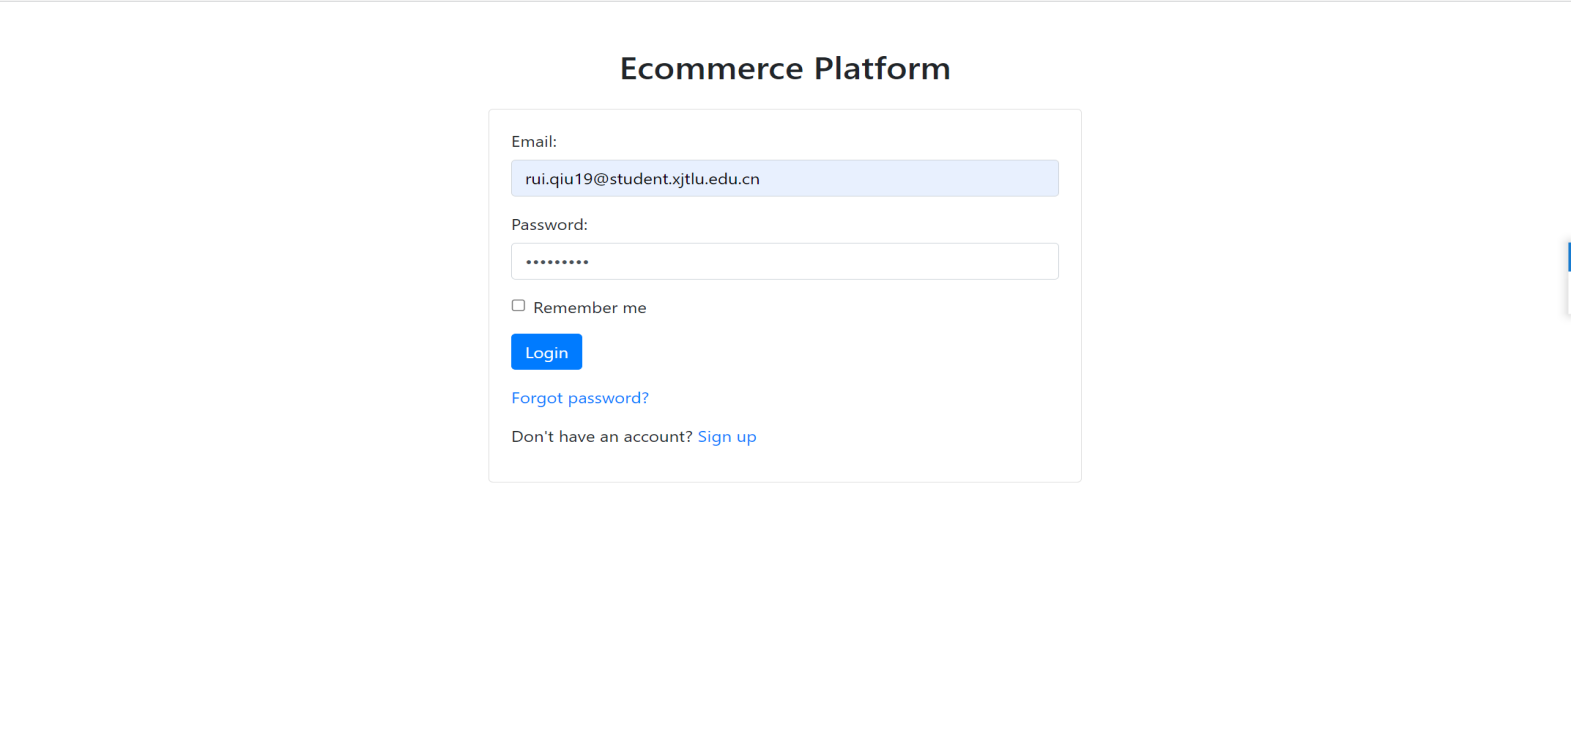 Ecommerce Platform
Email:
rui.qiu19@student.xjtlu.edu.cn
Password:
•••••••••
Remember me
Login
Forgot password?
Don't have an account? Sign up